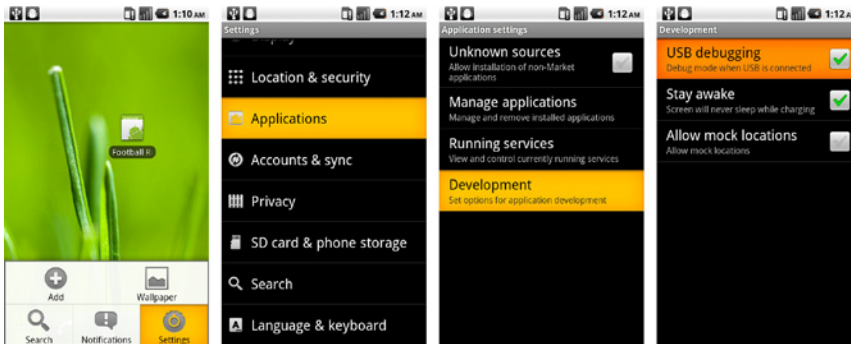 1:10 AM
Football R
Add
Wallpaper
Search
Notifications
Settings
1:12 AM
Settings
Display
Location & security
Applications
Accounts & sync
Privacy
SD card & phone storage
Search
Language & keyboard
1:12 AM
Application settings
Unknown sources
Allow installation of non-Market
applications
Manage applications
Manage and remove installed applications
Running services
View and control currently running services
Development
Set options for application development
1:12 A
Development
USB debugging
Debug mode when USB is connected
Stay awake
Screen will never sleep while charging
Allow mock locations
Allow mock locations